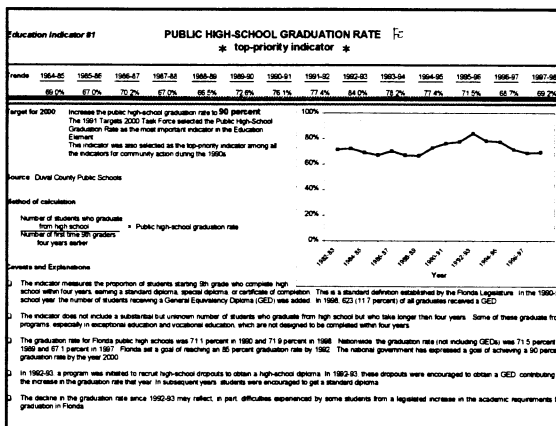 Education Indicator #1
PUBLIC HIGH-SCHOOL GRADUATION RATE
* top-priority indicator *
Trends 1984-85 1985-86 1986-87 1987-88 1988-89 1989-90 1990-91 1991-92 1992-93 1993-94 1994-95 1995-96 1996-97 1997-98
69.0% 67.0% 70.2% 67.0% 66.5% 72.6% 76.1% 77.4% 84.0% 78.2% 77.4% 71.5% 68.7% 69.2%
Target for 2000 Increase the public high-school graduation rate to 90 percent
The 1991 Targets 2000 Task Force selected the Public High-School
Graduation Rate as the most important indicator in the Education
Element
This indicator was also selected as the top-priority indicator among all
the indicators for community action during the 1990s
Source Duval County Public Schools
Method of calculation
Number of students who graduate
from high school
Number of first time 9th graders
four years earlier
= Public high-school graduation rate
100%
80%
60%
40%
20%
0%
1982-83 1984-85 1986-87 1988-89 1990-91 1992-93 1994-95 1996-97
Year
Caveats and Explanations
The indicator measures the proportion of students starting 9th grade who complete high
school within four years, earning a standard diploma, special diploma, or certificate of completion. This is a standard definition established by the Florida Legislature. In the 1990-
school year the number of students receiving a General Equivalency Diploma (GED) was added. In 1998, 623 (11.7 percent) of all graduates received a GED
The indicator does not include a substantial but unknown number of students who graduate from high school but who take longer than four years. Some of these graduate from
programs, especially in exceptional education and vocational education, which are not designed to be completed within four years
The graduation rate for Florida public high schools was 71.1 percent in 1990 and 71.9 percent in 1998. Nationwide the graduation rate (not including GEDs) was 71.5 percent
1989 and 67.1 percent in 1997. Florida set a goal of reaching an 85 percent graduation rate by 1992. The national government has expressed a goal of achieving a 90 perce
graduation rate by the year 2000
In 1992-93, a program was initiated to recruit high-school dropouts to obtain a high-school diploma. In 1992-93, these dropouts were encouraged to obtain a GED contributing
the increase in the graduation rate that year. In subsequent years students were encouraged to get a standard diploma
The decline in the graduation rate since 1992-93 may reflect, in part, difficulties experienced by some students from a legislated increase in the academic requirements
graduation in Florida